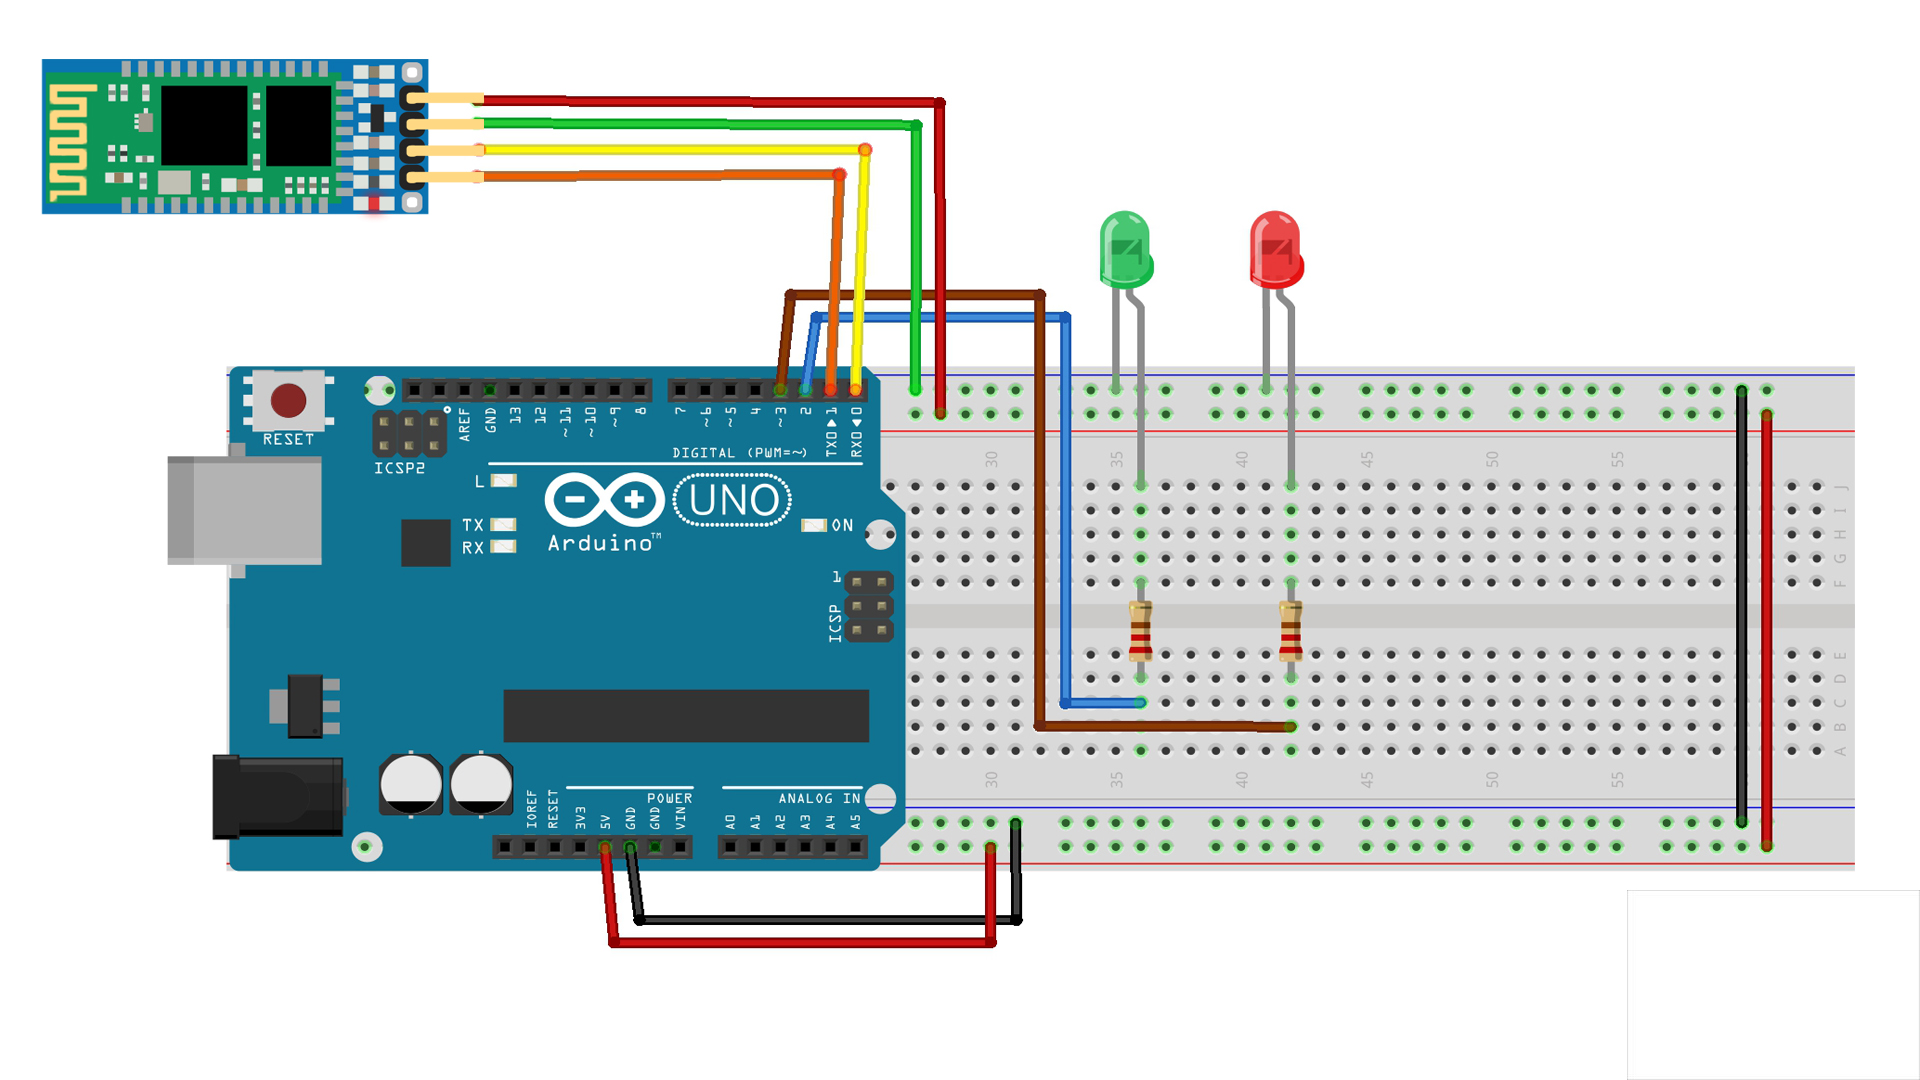 RESET
ICSP2
AREF
GND
13
12
~11
~10
~9
8
7
~6
~5
4
~3
2
TX0▶1
RX0◀0
DIGITAL (PWM=~)
L
TX
RX
UNO
ON
Arduino™
1
ICSP
POWER
ANALOG IN
IOREF
RESET
3V3
5V
GND
GND
VIN
A0
A1
A2
A3
A4
A5
30
35
40
45
50
55
J
I
H
G
F
E
D
C
B
A
30
35
40
45
50
55